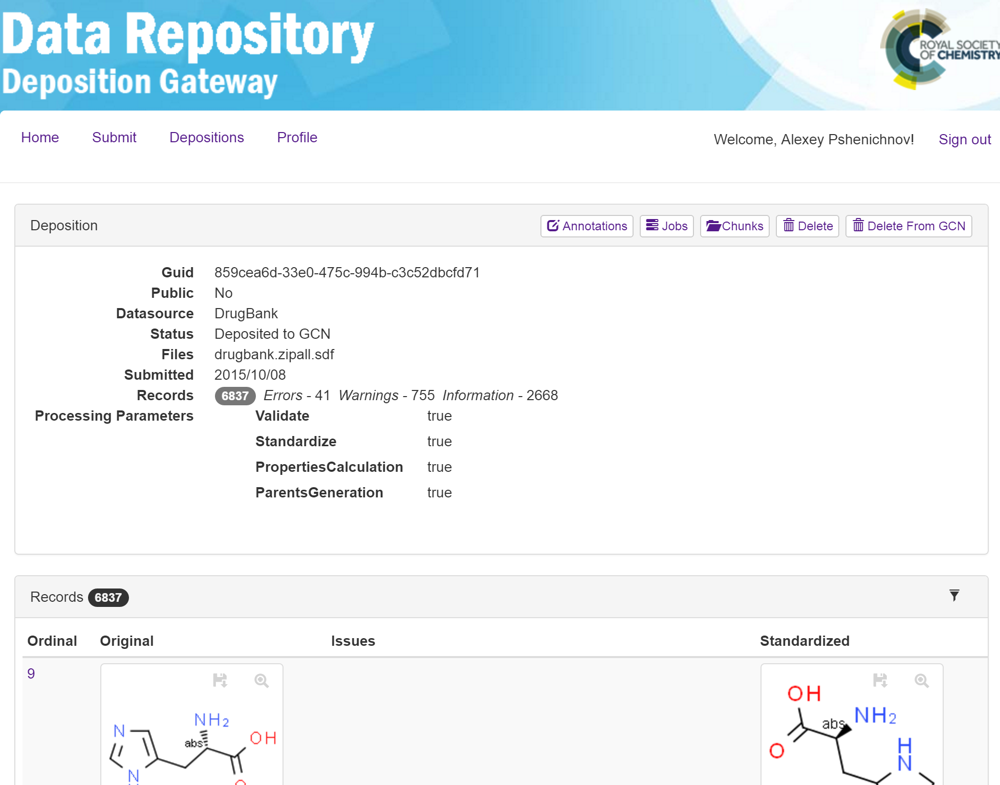 Data Repository
Deposition Gateway
ROYAL SOCIETY
OF CHEMISTRY
Home Submit Depositions Profile Welcome, Alexey Pshenichnov! Sign out
Deposition Annotations Jobs Chunks Delete Delete From GCN
Guid 859cea6d-33e0-475c-994b-c3c52dbcfd71
Public No
Datasource DrugBank
Status Deposited to GCN
Files drugbank.zipall.sdf
Submitted 2015/10/08
Records 6837 Errors - 41 Warnings - 755 Information - 2668
Processing Parameters Validate true
Standardize true
PropertiesCalculation true
ParentsGeneration true
Records 6837
Ordinal Original Issues Standardized
9
N NH2 abs OH N O
OH NH2 abs O H N